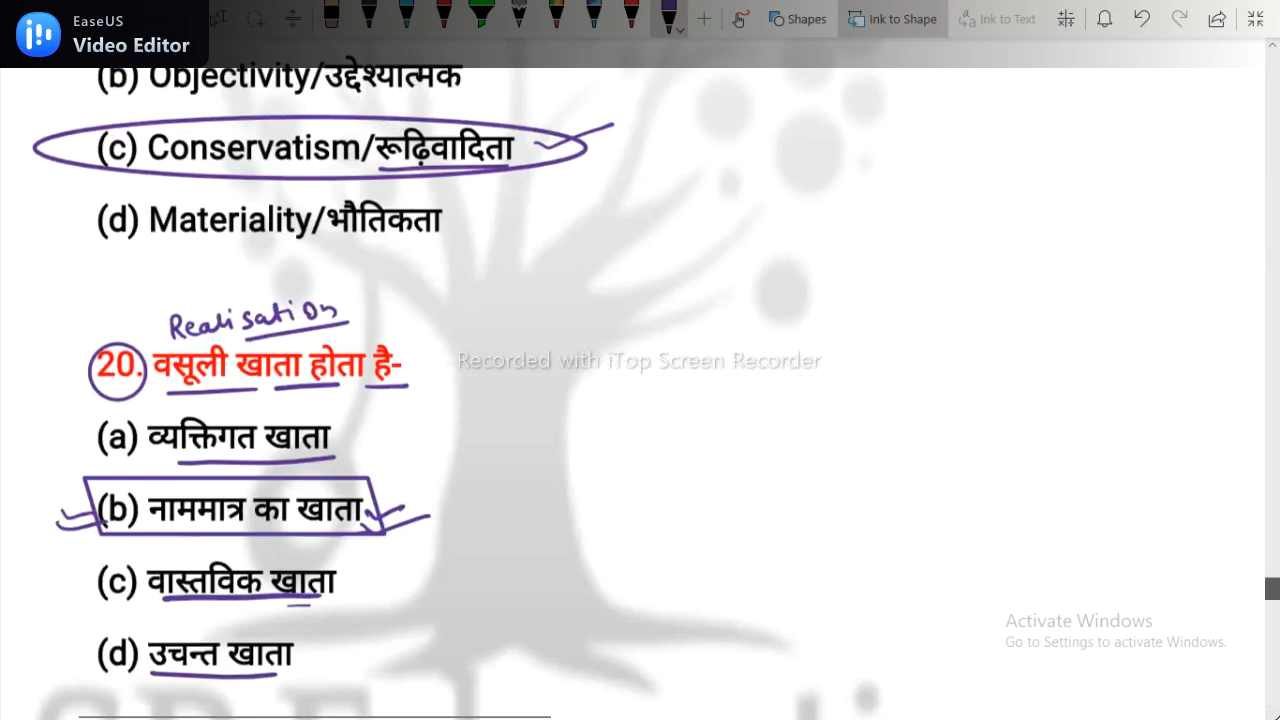 EaseUS
Video Editor
Shapes
Ink to Shape
Ink to Text
(b) Objectivity/उद्देश्यात्मक
(c) Conservatism/रूढ़िवादिता
(d) Materiality/भौतिकता
Realisation
20. वसूली खाता होता है-
Recorded with iTop Screen Recorder
(a) व्यक्तिगत खाता
(b) नाममात्र का खाता
(c) वास्तविक खाता
(d) उचन्त खाता
Activate Windows
Go to Settings to activate Windows.